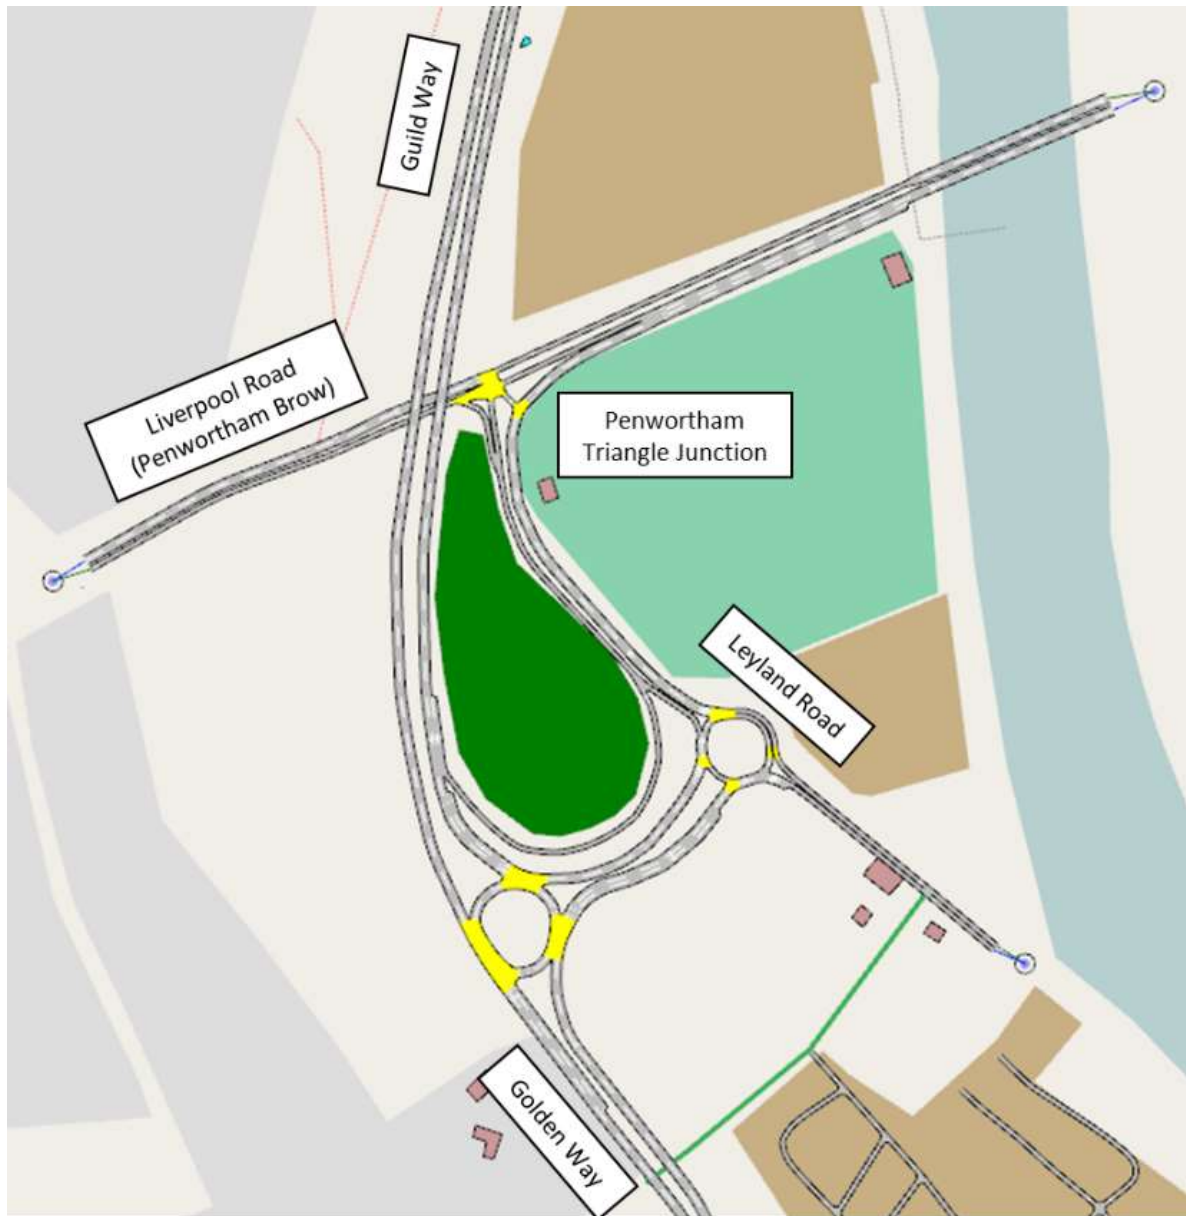 Guild Way
Liverpool Road
(Penwortham Brow)
Penwortham
Triangle Junction
Leyland Road
Golden Way